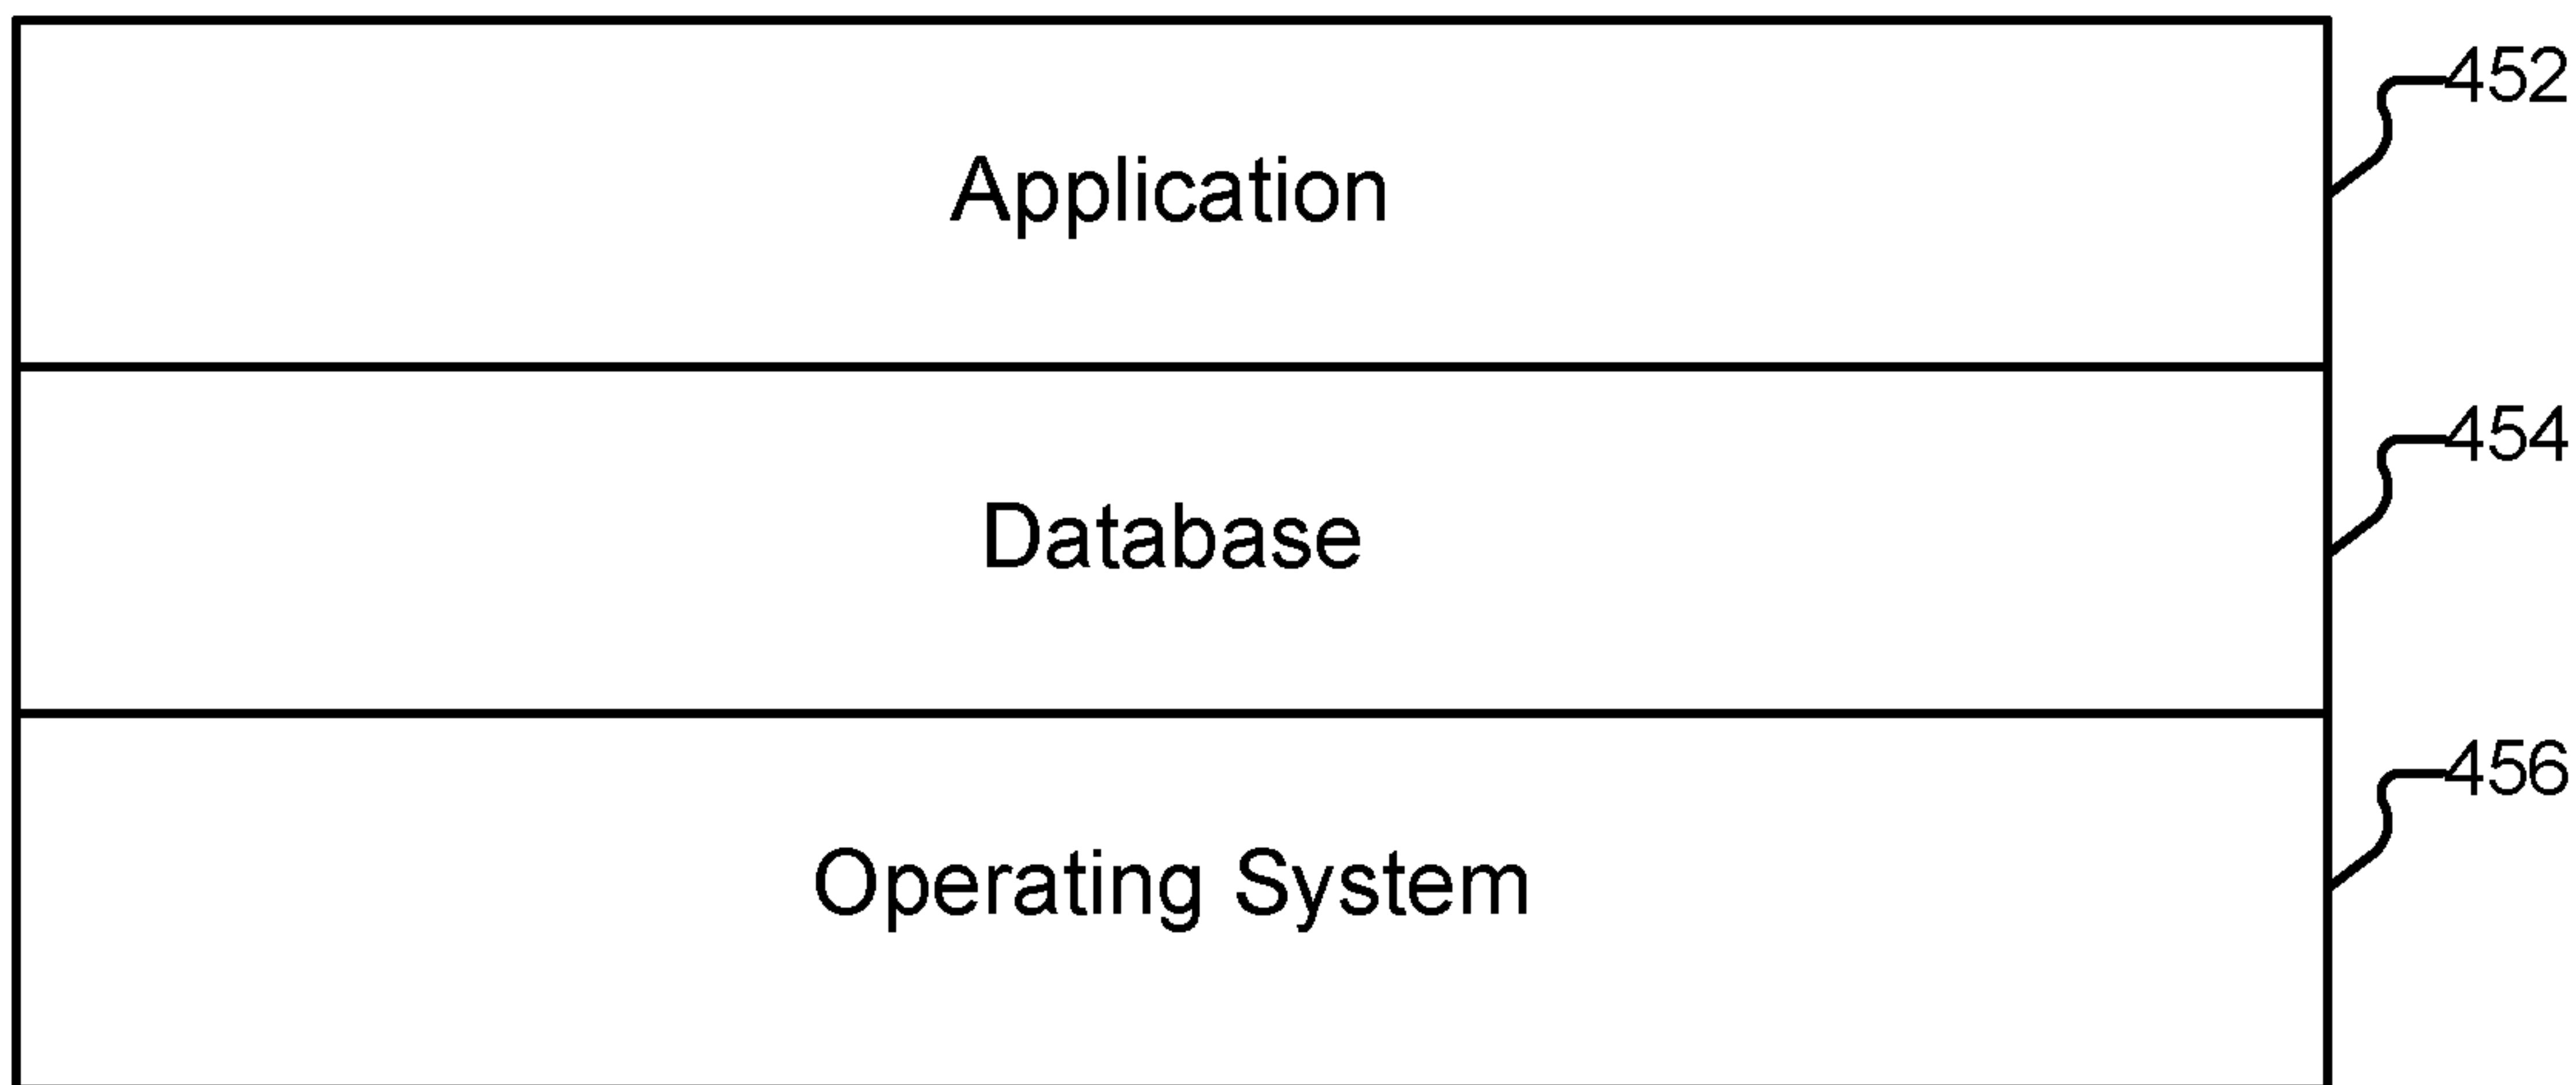 452
Application
454
Database
456
Operating System